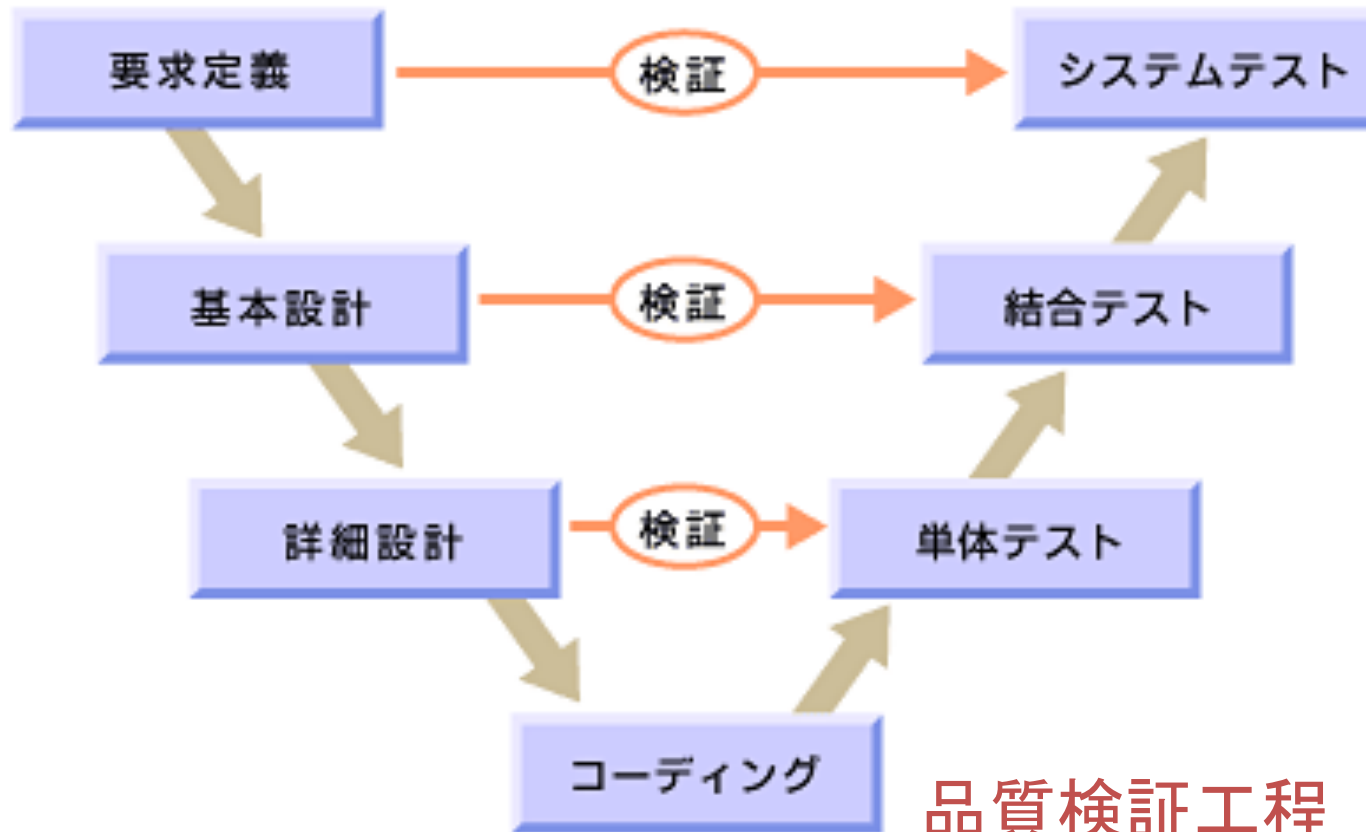 要求定義
検証
システムテスト
基本設計
検証
結合テスト
詳細設計
検証
単体テスト
コーディング
品質検証工程